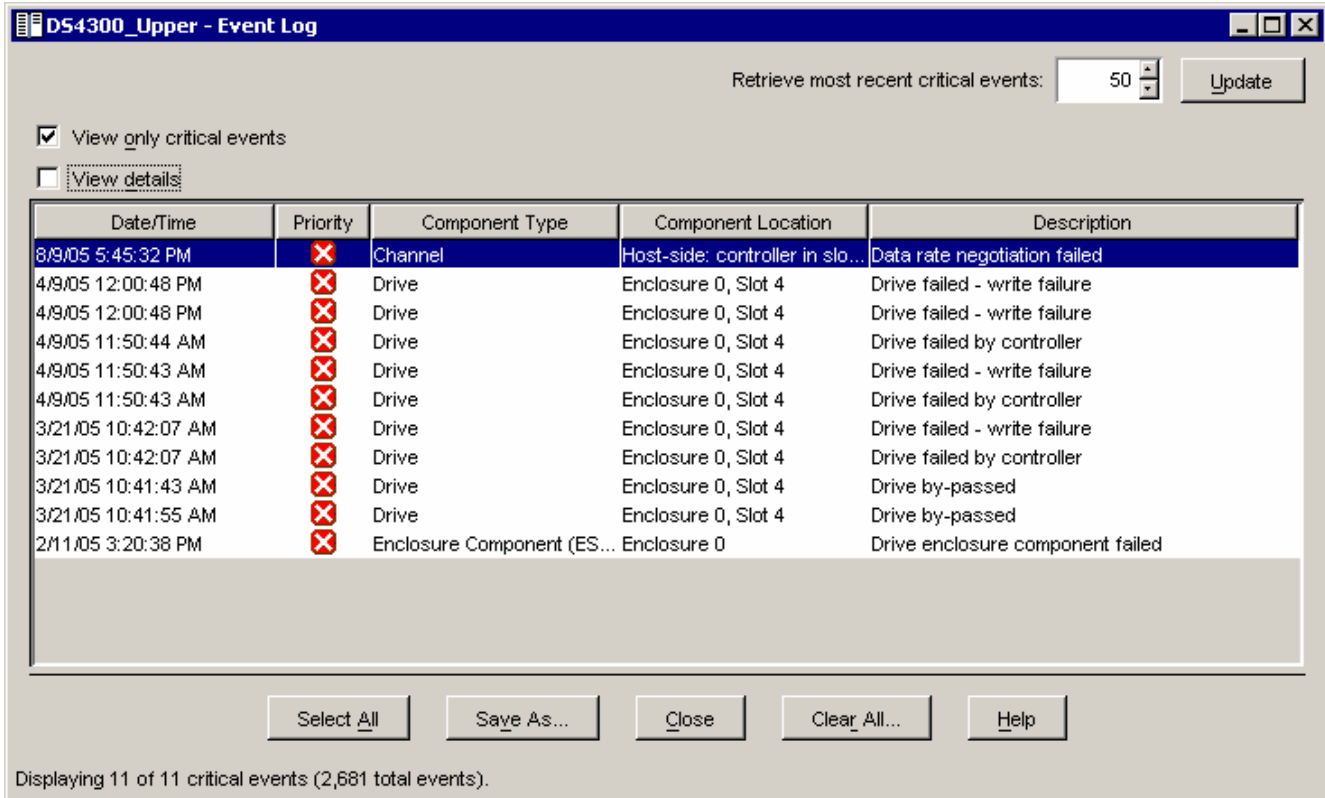 DS4300_Upper - Event Log
Retrieve most recent critical events: 50 Update
View only critical events
View details
Date/Time Priority Component Type Component Location Description
8/9/05 5:45:32 PM Channel Host-side: controller in slo... Data rate negotiation failed
4/9/05 12:00:48 PM Drive Enclosure 0, Slot 4 Drive failed - write failure
4/9/05 12:00:48 PM Drive Enclosure 0, Slot 4 Drive failed - write failure
4/9/05 11:50:44 AM Drive Enclosure 0, Slot 4 Drive failed by controller
4/9/05 11:50:43 AM Drive Enclosure 0, Slot 4 Drive failed - write failure
4/9/05 11:50:43 AM Drive Enclosure 0, Slot 4 Drive failed by controller
3/21/05 10:42:07 AM Drive Enclosure 0, Slot 4 Drive failed - write failure
3/21/05 10:42:07 AM Drive Enclosure 0, Slot 4 Drive failed by controller
3/21/05 10:41:43 AM Drive Enclosure 0, Slot 4 Drive by-passed
3/21/05 10:41:55 AM Drive Enclosure 0, Slot 4 Drive by-passed
2/11/05 3:20:38 PM Enclosure Component (ES... Enclosure 0 Drive enclosure component failed
Select All Save As... Close Clear All... Help
Displaying 11 of 11 critical events (2,681 total events).